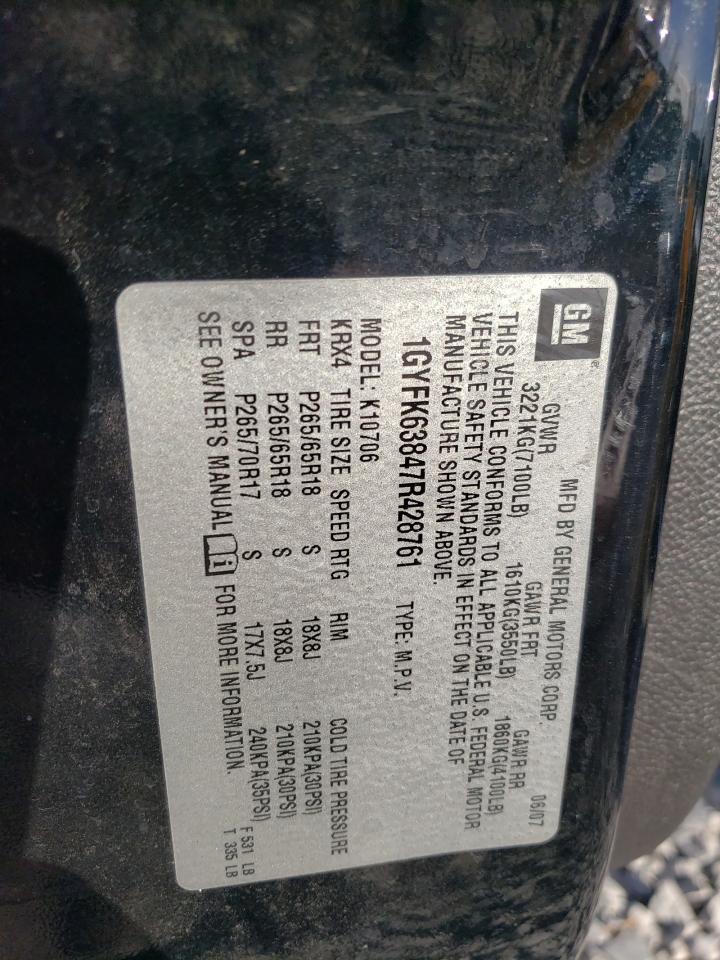 GM
MFD BY GENERAL MOTORS CORP. 06/07
GVWR GAWR FRT GAWR RR
3221KG(7100LB) 1610KG(3550LB) 1860KG(4100LB)
THIS VEHICLE CONFORMS TO ALL APPLICABLE U.S. FEDERAL MOTOR
VEHICLE SAFETY STANDARDS IN EFFECT ON THE DATE OF
MANUFACTURE SHOWN ABOVE.
1GYFK63847R428761 TYPE: M.P.V.
MODEL: K10706
KRX4 TIRE SIZE SPEED RTG RIM COLD TIRE PRESSURE
FRT P265/65R18 S 18X8J 210KPA(30PSI)
RR P265/65R18 S 18X8J 210KPA(30PSI)
SPA P265/70R17 S 17X7.5J 240KPA(35PSI)
SEE OWNER'S MANUAL i FOR MORE INFORMATION. F 531 LB
T 335 LB